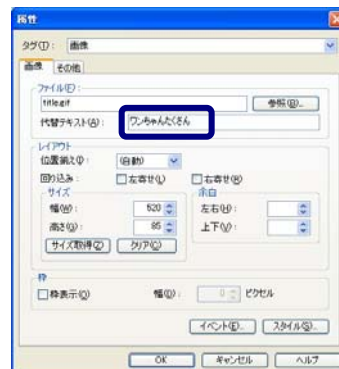 属性
タグ(T): 画像
画像 その他
ファイル(F):
title.gif 参照(B)...
代替テキスト(A): ワンちゃんたくさん
レイアウト
位置揃え(I): (自動)
回り込み: 左寄せ(L) 右寄せ(R)
サイズ 余白
幅(W): 520 左右(H):
高さ(G): 85 上下(V):
サイズ取得(Z) クリア(C)
枠
枠表示(O) 幅(D): 0 ピクセル
イベント(E)... スタイル(S)...
OK キャンセル ヘルプ